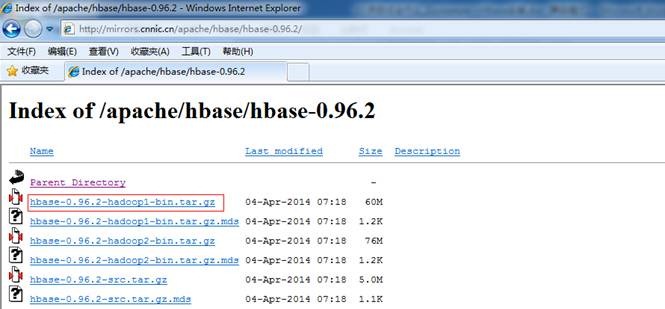 Index of /apache/hbase/hbase-0.96.2 - Windows Internet Explorer
http://mirrors.cnnic.cn/apache/hbase/hbase-0.96.2/
文件(F) 编辑(E) 查看(V) 收藏夹(A) 工具(T) 帮助(H)
收藏夹 Index of /apache/hbase/hbase-0.96.2
Index of /apache/hbase/hbase-0.96.2
Name Last modified Size Description
Parent Directory -
hbase-0.96.2-hadoop1-bin.tar.gz 04-Apr-2014 07:18 60M
hbase-0.96.2-hadoop1-bin.tar.gz.mds 04-Apr-2014 07:18 1.2K
hbase-0.96.2-hadoop2-bin.tar.gz 04-Apr-2014 07:18 76M
hbase-0.96.2-hadoop2-bin.tar.gz.mds 04-Apr-2014 07:18 1.2K
hbase-0.96.2-src.tar.gz 04-Apr-2014 07:18 5.0M
hbase-0.96.2-src.tar.gz.mds 04-Apr-2014 07:18 1.1K